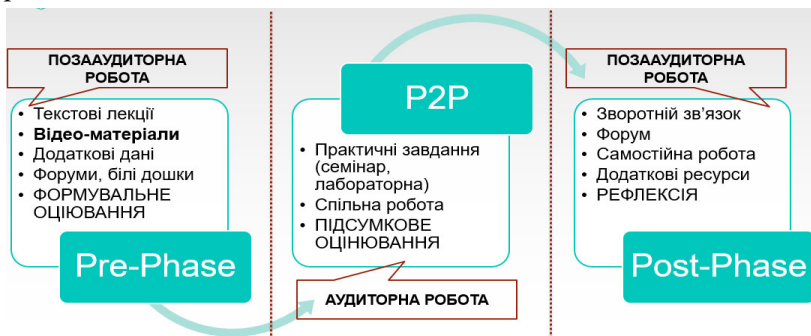 ПОЗААУДИТОРНА
РОБОТА
• Текстові лекції
• Відео-матеріали
• Додаткові дані
• Форуми, білі дошки
• ФОРМУВАЛЬНЕ
ОЦІЮВАННЯ
Pre-Phase
P2P
• Практичні завдання
(семінар,
лабораторна)
• Спільна робота
• ПІДСУМКОВЕ
ОЦІНЮВАННЯ
АУДИТОРНА РОБОТА
ПОЗААУДИТОРНА
РОБОТА
• Зворотній зв'язок
• Форум
• Самостійна робота
• Додаткові ресурси
• РЕФЛЕКСІЯ
Post-Phase